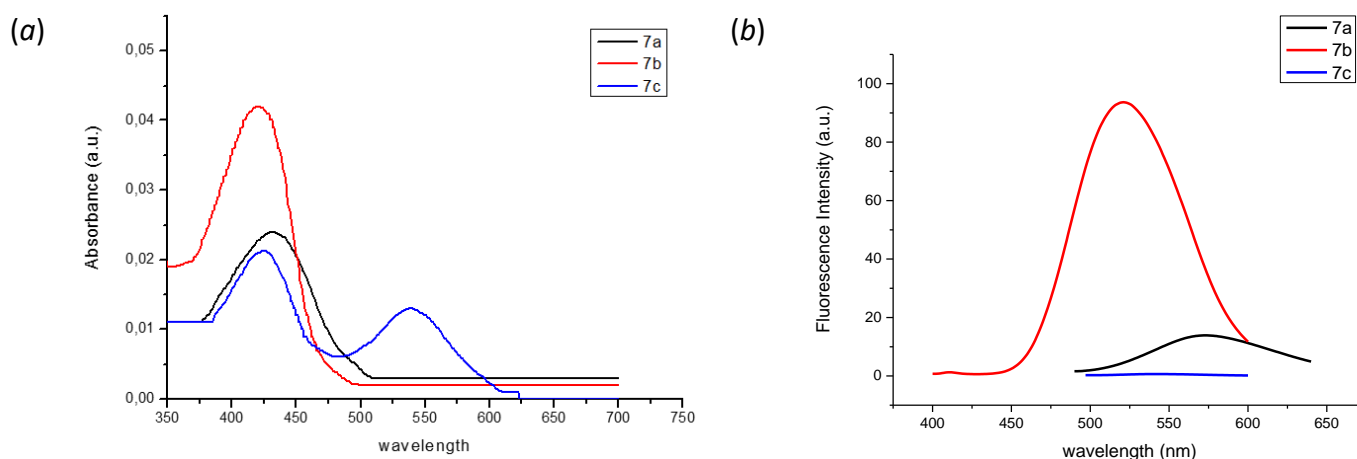 (a)
Absorbance (a.u.)
0,05
0,04
0,03
0,02
0,01
0,00
350 400 450 500 550 600 650 700 750
wavelength
7a
7b
7c
(b)
Fluorescence Intensity (a.u.)
100
80
60
40
20
0
400 450 500 550 600 650
wavelength (nm)
7a
7b
7c